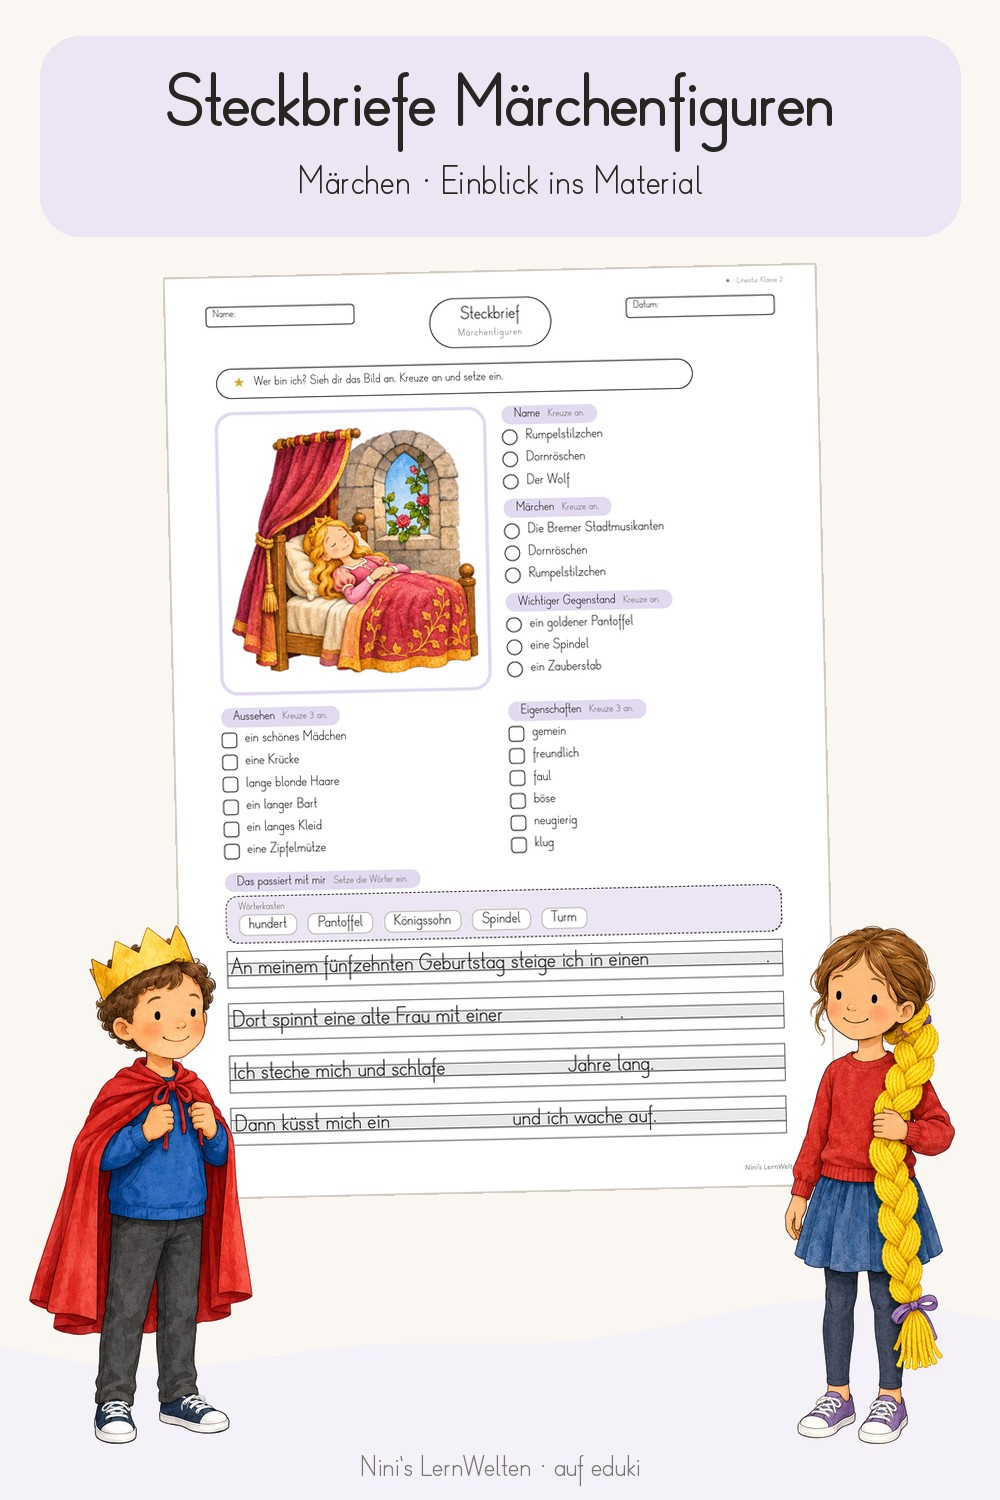 Steckbriefe Märchenfiguren
Märchen · Einblick ins Material
★ · Lineatur Klasse 2
Name:
Steckbrief
Märchenfiguren
Datum:
★ Wer bin ich? Sieh dir das Bild an. Kreuze an und setze ein.
Name Kreuze an.
Rumpelstilzchen
Dornröschen
Der Wolf
Märchen Kreuze an.
Die Bremer Stadtmusikanten
Dornröschen
Rumpelstilzchen
Wichtiger Gegenstand Kreuze an.
ein goldener Pantoffel
eine Spindel
ein Zauberstab
Aussehen Kreuze 3 an.
ein schönes Mädchen
eine Krücke
lange blonde Haare
ein langer Bart
ein langes Kleid
eine Zipfelmütze
Eigenschaften Kreuze 3 an.
gemein
freundlich
faul
böse
neugierig
klug
Das passiert mit mir Setze die Wörter ein.
Wörterkasten
hundert Pantoffel Königssohn Spindel Turm
An meinem fünfzehnten Geburtstag steige ich in einen .
Dort spinnt eine alte Frau mit einer .
Ich steche mich und schlafe Jahre lang.
Dann küsst mich ein und ich wache auf.
Nini's LernWelt
Nini's LernWelten · auf eduki